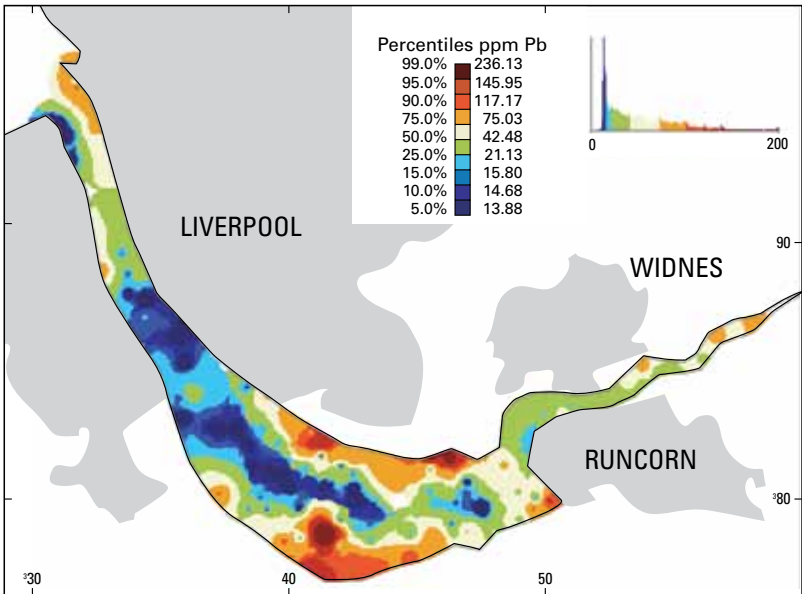 Percentiles ppm Pb
99.0% 236.13
95.0% 145.95
90.0% 117.17
75.0% 75.03
50.0% 42.48
25.0% 21.13
15.0% 15.80
10.0% 14.68
5.0% 13.88
0 200
LIVERPOOL
90
WIDNES
RUNCORN
³80
³30 40 50